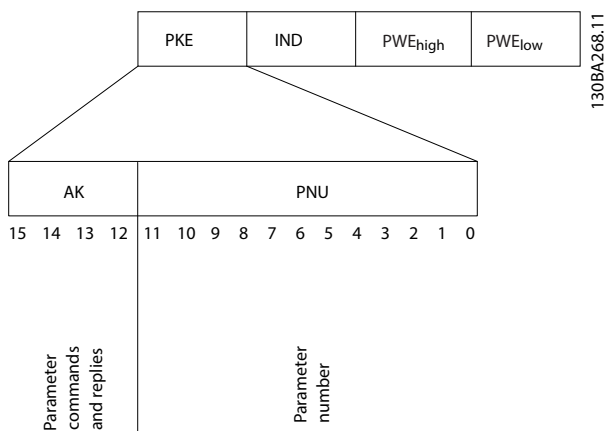 PKE IND PWEhigh PWElow
130BA268.11
AK PNU
15 14 13 12 11 10 9 8 7 6 5 4 3 2 1 0
Parameter
commands
and replies
Parameter
number